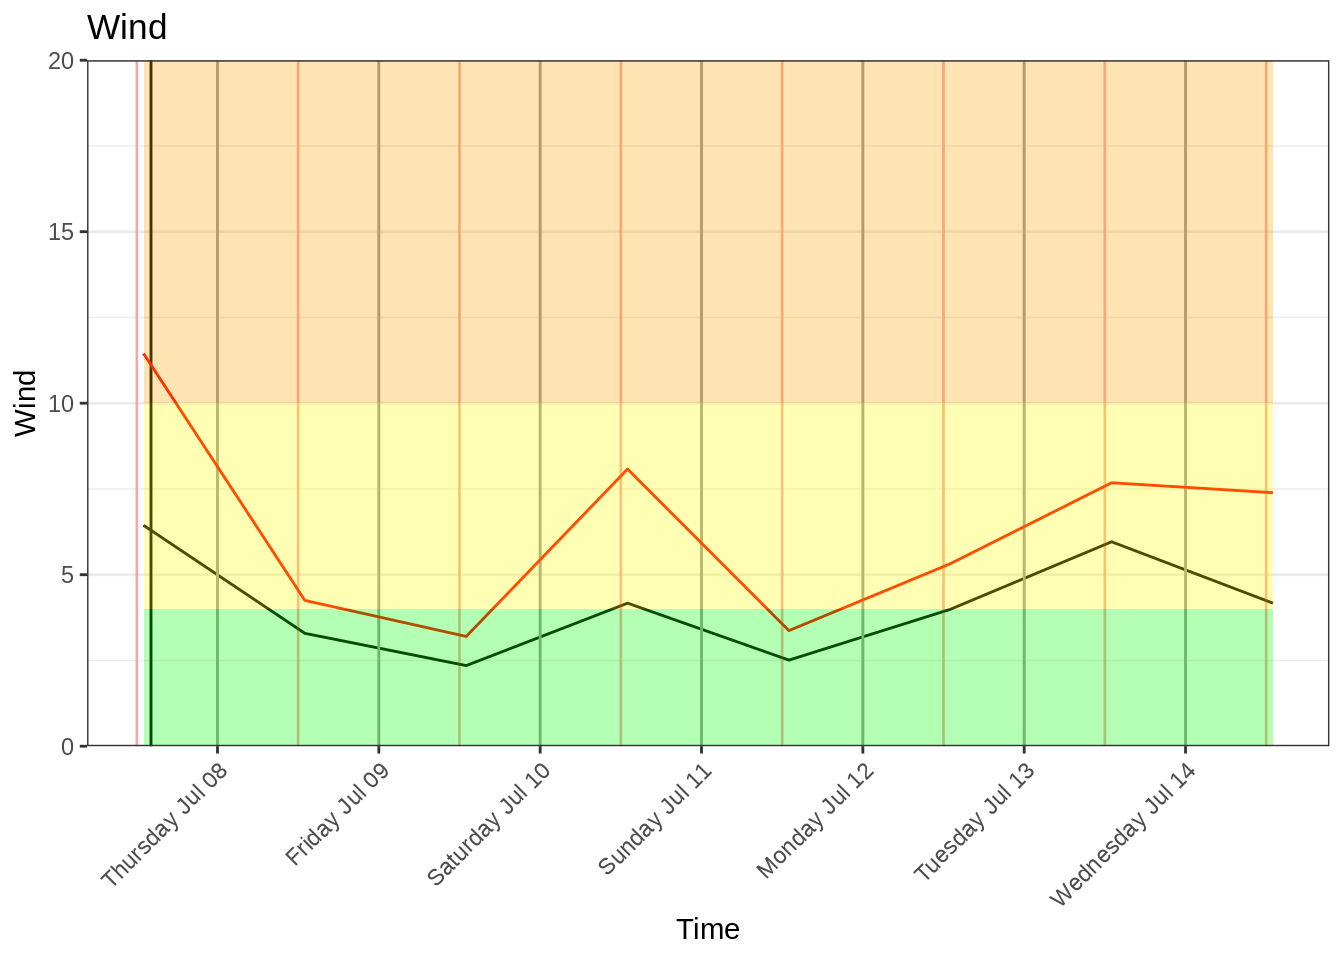 Wind
20
15
10
5
0
Wind
Thursday Jul 08
Friday Jul 09
Saturday Jul 10
Sunday Jul 11
Monday Jul 12
Tuesday Jul 13
Wednesday Jul 14
Time